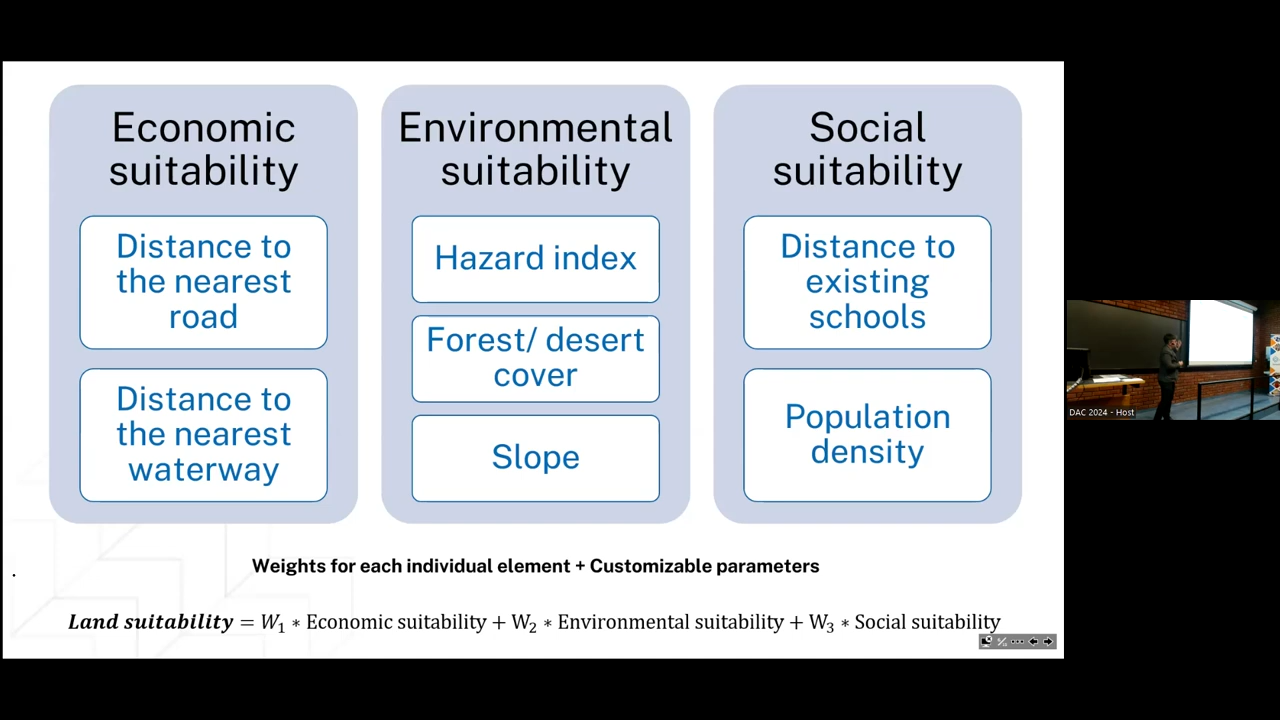 Economic
suitability
Distance to
the nearest
road
Distance to
the nearest
waterway
Environmental
suitability
Hazard index
Forest/ desert
cover
Slope
Social
suitability
Distance to
existing
schools
Population
density
Weights for each individual element + Customizable parameters
Land suitability = W₁ ∗ Economic suitability + W₂ ∗ Environmental suitability + W₃ ∗ Social suitability
DAC 2024 - Host